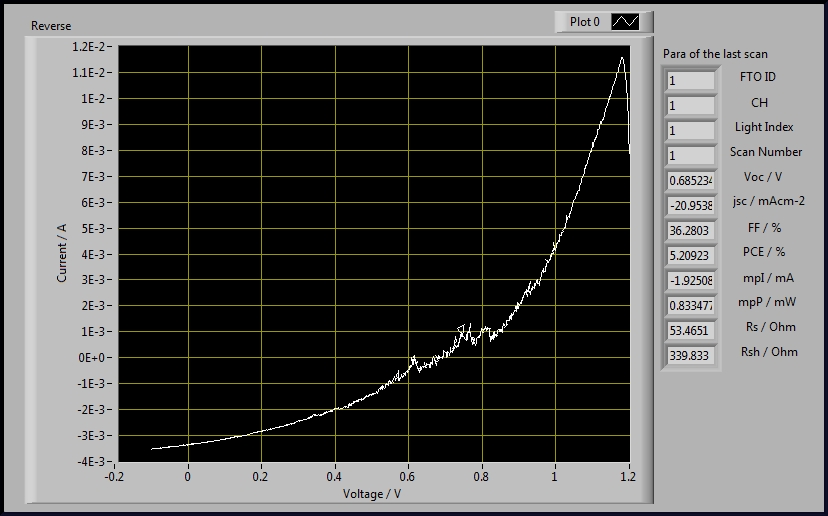 Reverse
Plot 0
1.2E-2
1.1E-2
1E-2
9E-3
8E-3
7E-3
6E-3
5E-3
4E-3
3E-3
2E-3
1E-3
0E+0
-1E-3
-2E-3
-3E-3
-4E-3
Current / A
-0.2 0 0.2 0.4 0.6 0.8 1 1.2
Voltage / V
Para of the last scan
1 FTO ID
1 CH
1 Light Index
1 Scan Number
0.685234 Voc / V
-20.9538 jsc / mAcm-2
36.2803 FF / %
5.20923 PCE / %
-1.92508 mpI / mA
0.833477 mpP / mW
53.4651 Rs / Ohm
339.833 Rsh / Ohm